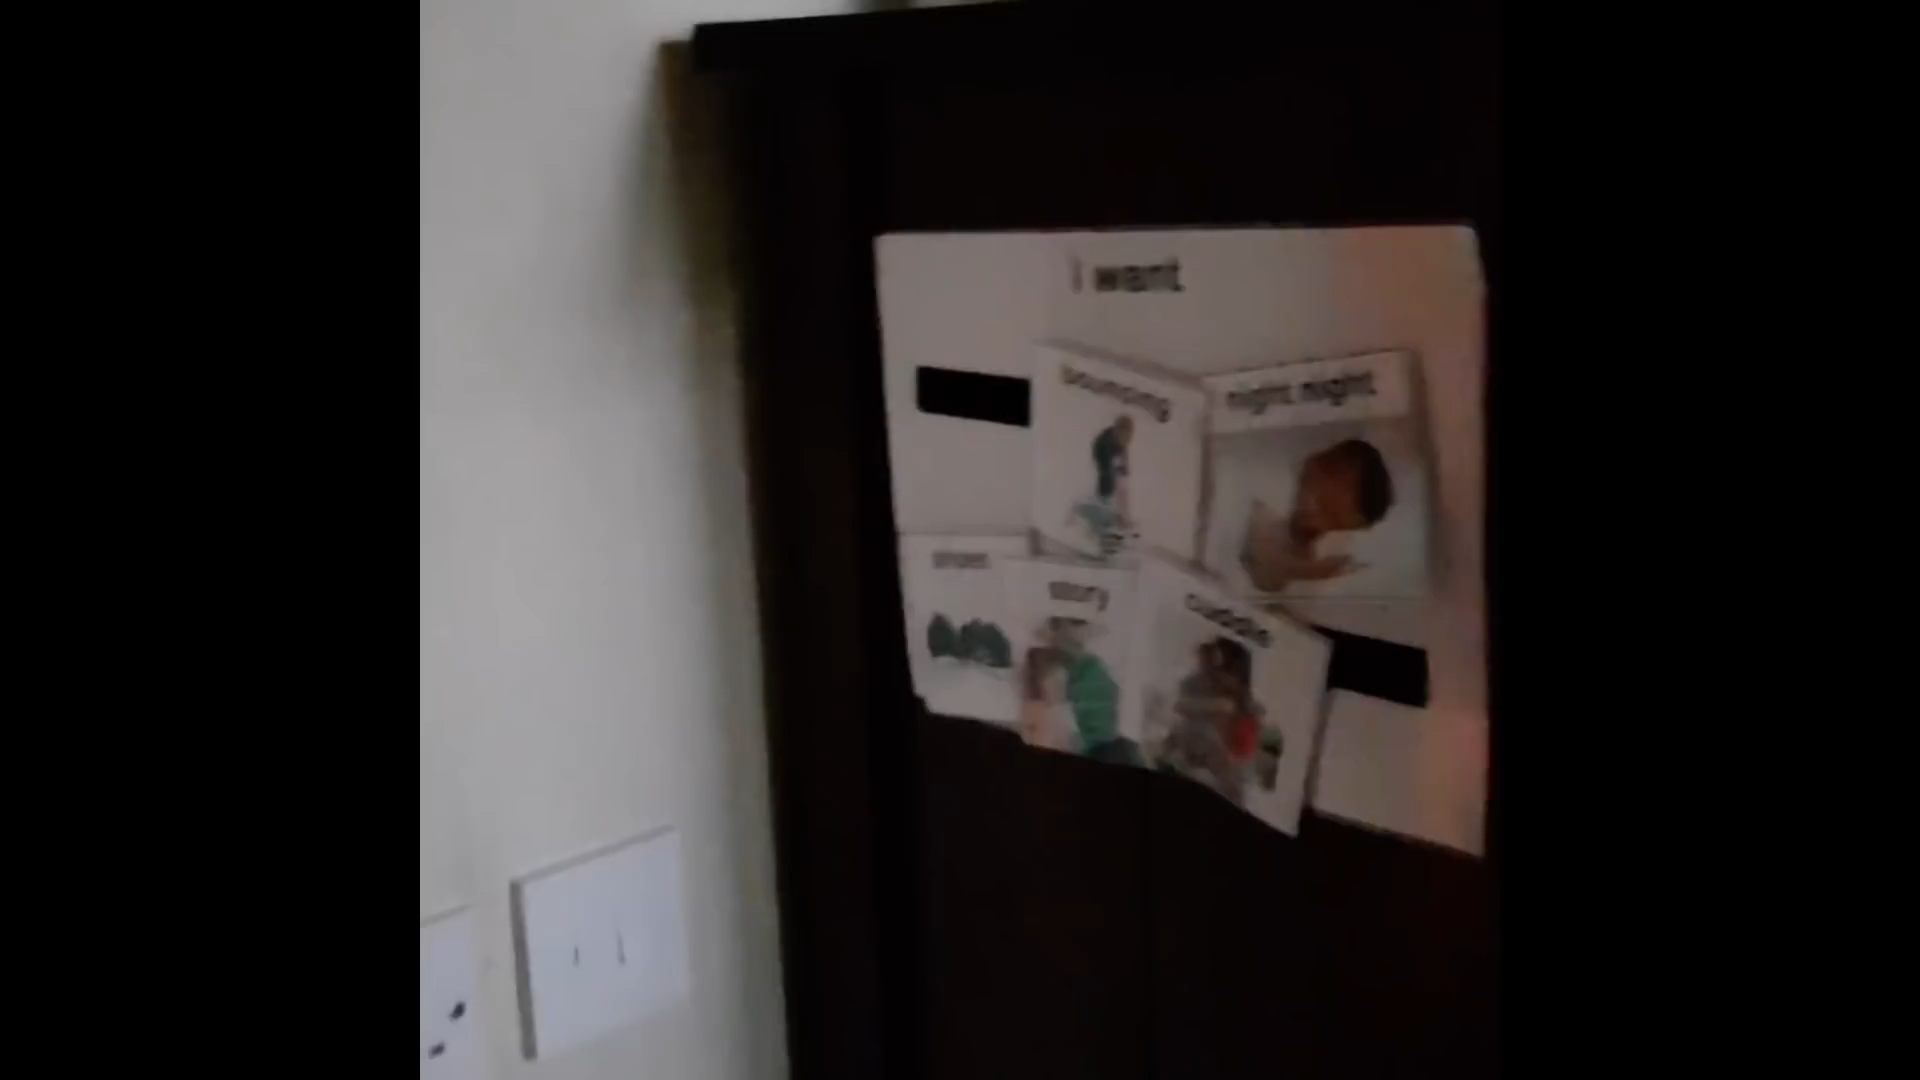 i want
bouncing
night night
story
cuddle